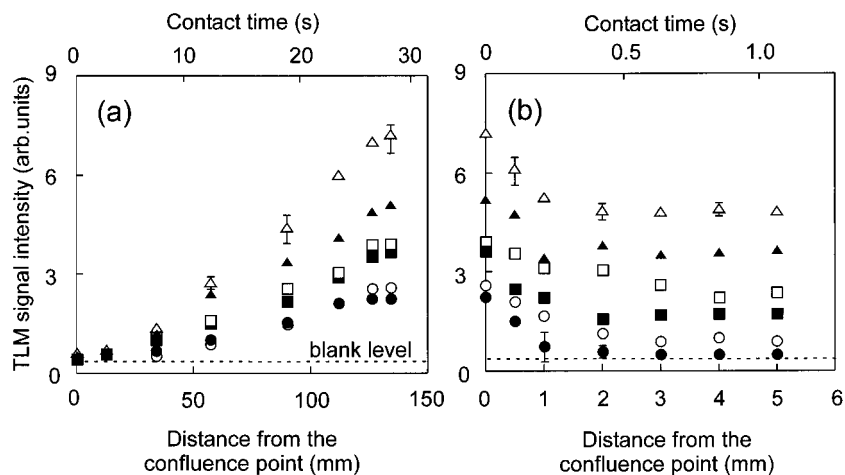 Contact time (s)
0 10 20 30
(a)
TLM signal intensity (arb.units)
9
6
3
0
blank level
0 50 100 150
Distance from the
confluence point (mm)
Contact time (s)
0 0.5 1
(b)
9
6
3
0
0 1 2 3 4 5 6
Distance from the
confluence point (mm)